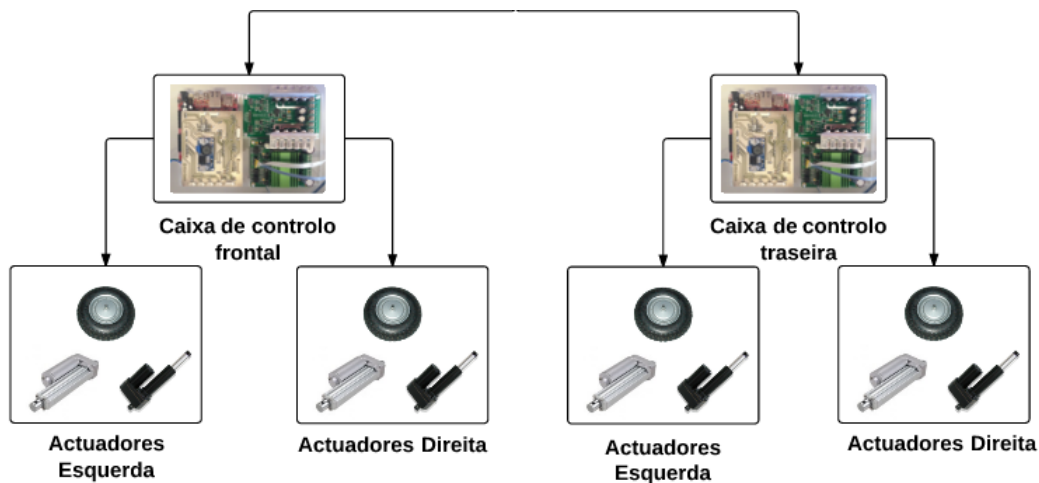 Caixa de controlo
frontal
Caixa de controlo
traseira
Actuadores
Esquerda
Actuadores Direita
Actuadores
Esquerda
Actuadores Direita